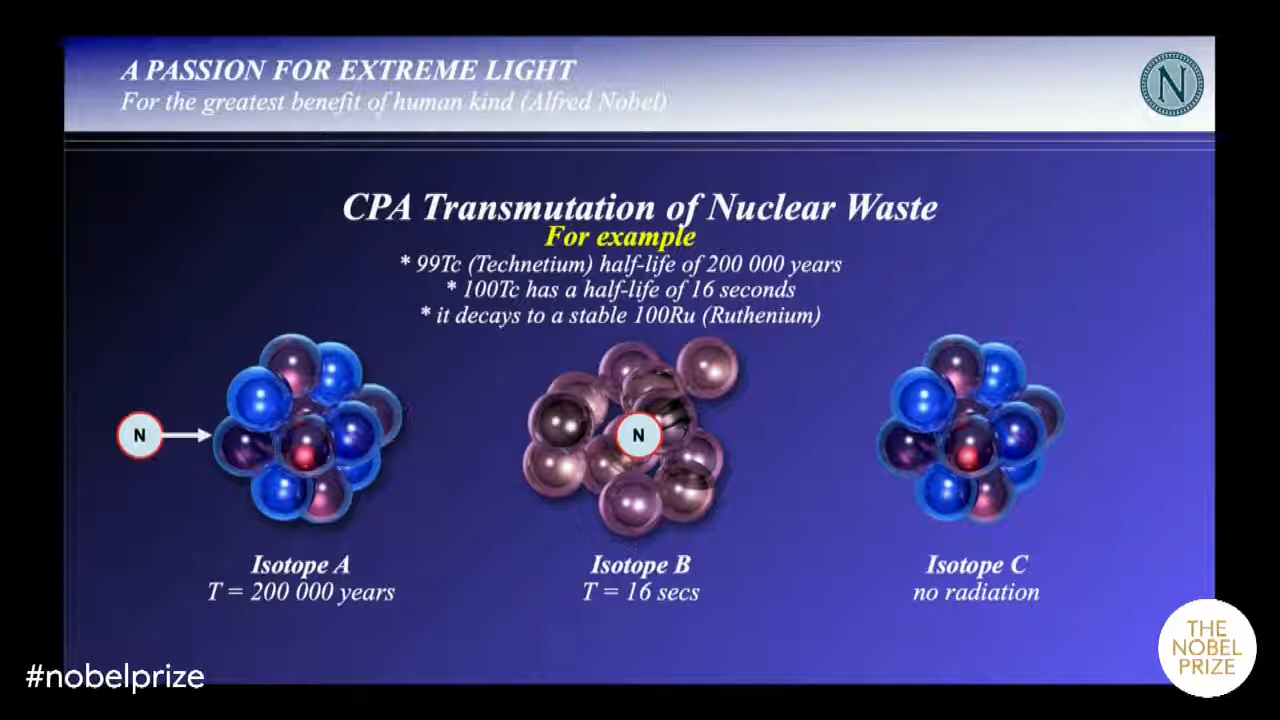 A PASSION FOR EXTREME LIGHT
For the greatest benefit of human kind (Alfred Nobel)
N
CPA Transmutation of Nuclear Waste
For example
* 99Tc (Technetium) half-life of 200 000 years
* 100Tc has a half-life of 16 seconds
* it decays to a stable 100Ru (Ruthenium)
N
N
Isotope A
T = 200 000 years
Isotope B
T = 16 secs
Isotope C
no radiation
THE
NOBEL
PRIZE
#nobelprize